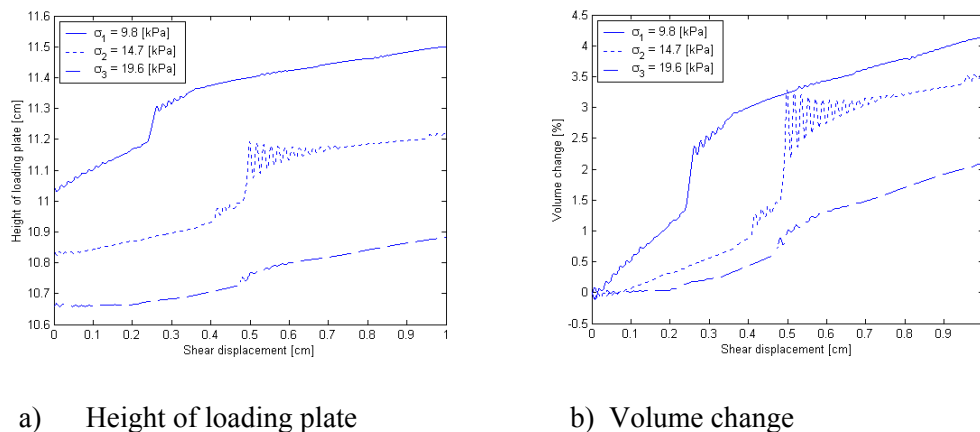 11.6
11.5
11.4
11.3
11.2
11.1
11
10.9
10.8
10.7
10.6
Height of loading plate [cm]
σ1 = 9.8 [kPa]
σ2 = 14.7 [kPa]
σ3 = 19.6 [kPa]
0 0.1 0.2 0.3 0.4 0.5 0.6 0.7 0.8 0.9 1
Shear displacement [cm]
4.5
4
3.5
3
2.5
2
1.5
1
0.5
0
-0.5
Volume change [%]
σ1 = 9.8 [kPa]
σ2 = 14.7 [kPa]
σ3 = 19.6 [kPa]
0 0.1 0.2 0.3 0.4 0.5 0.6 0.7 0.8 0.9
Shear displacement [cm]
a) Height of loading plate
b) Volume change